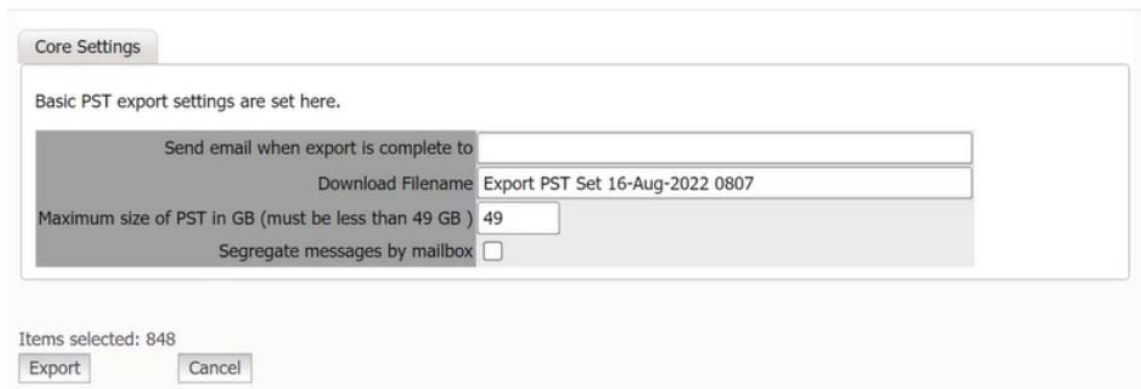 Core Settings
Basic PST export settings are set here.
Send email when export is complete to
Download Filename Export PST Set 16-Aug-2022 0807
Maximum size of PST in GB (must be less than 49 GB ) 49
Segregate messages by mailbox
Items selected: 848
Export Cancel